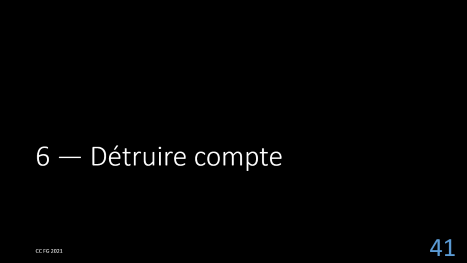 6 — Détruire compte
CC FG 2021
41